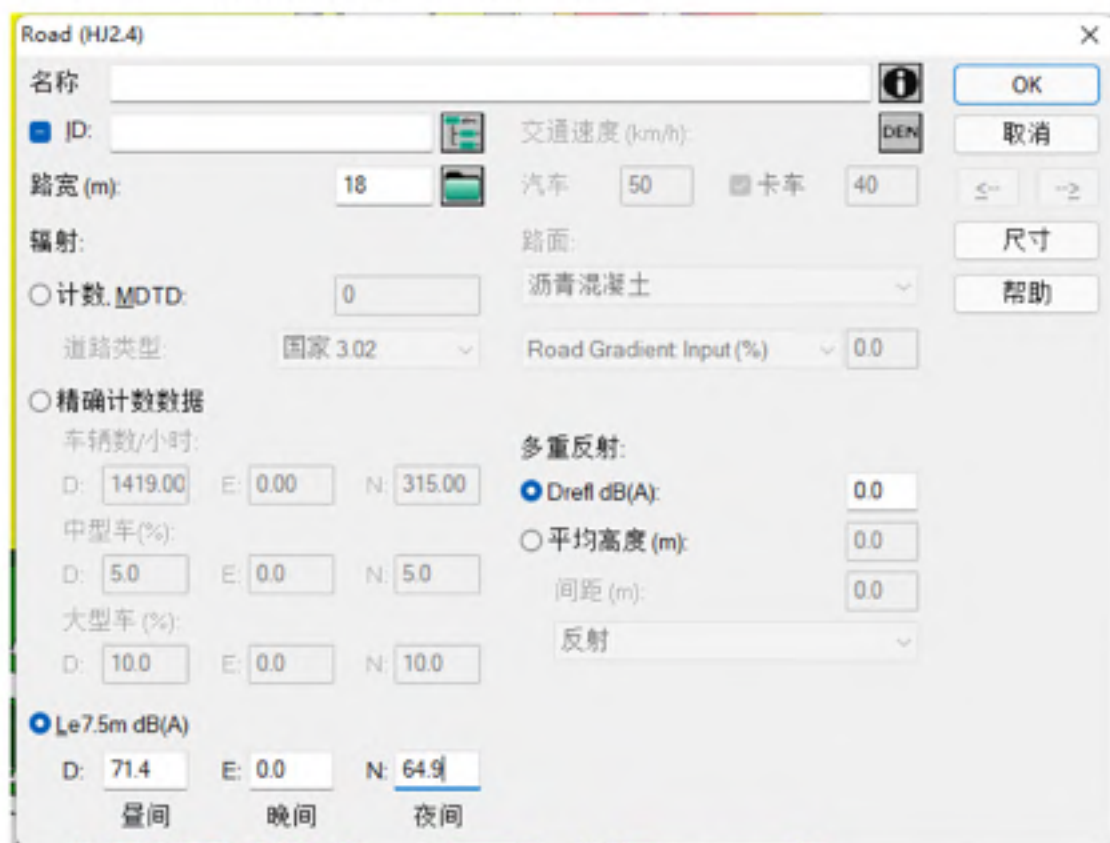 Road (HJ2.4)
名称
OK
ID:
交通速度 (km/h):
DEN
取消
路宽 (m):
18
汽车
50
卡车
40
<--
-->
辐射:
路面:
尺寸
计数, MDTD:
0
沥青混凝土
帮助
道路类型:
国家 3.02
Road Gradient Input (%)
0.0
精确计数数据
车辆数/小时:
多重反射:
D: 1419.00 E: 0.00 N: 315.00
Drefl dB(A):
0.0
中型车(%):
平均高度 (m):
0.0
D: 5.0 E: 0.0 N: 5.0
间距 (m):
0.0
大型车 (%):
反射
D: 10.0 E: 0.0 N: 10.0
Le7.5m dB(A)
D: 71.4 E: 0.0 N: 64.9
昼间 晚间 夜间